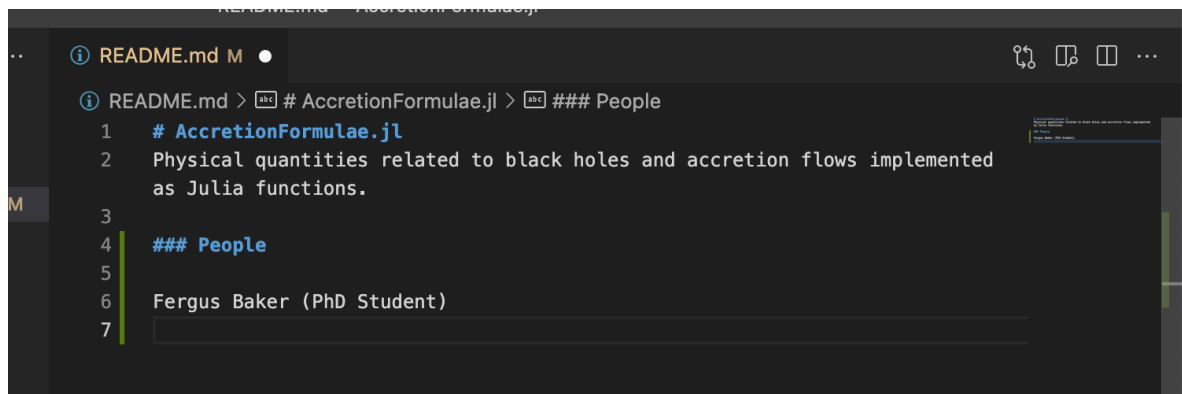 README.md — AccretionFormulae.jl
README.md M
README.md > # AccretionFormulae.jl > ### People
1 # AccretionFormulae.jl
2 Physical quantities related to black holes and accretion flows implemented
as Julia functions.
M
3
4 ### People
5
6 Fergus Baker (PhD Student)
7